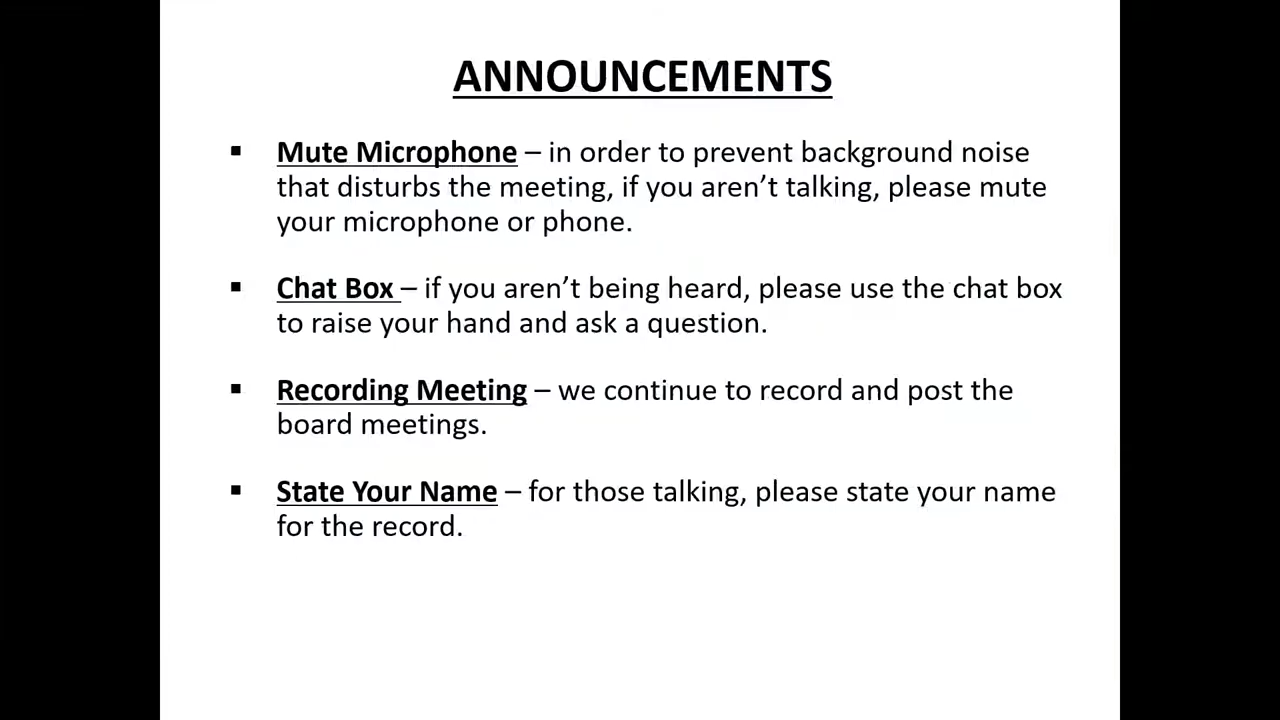 ANNOUNCEMENTS
▪ Mute Microphone – in order to prevent background noise
that disturbs the meeting, if you aren’t talking, please mute
your microphone or phone.
▪ Chat Box – if you aren’t being heard, please use the chat box
to raise your hand and ask a question.
▪ Recording Meeting – we continue to record and post the
board meetings.
▪ State Your Name – for those talking, please state your name
for the record.